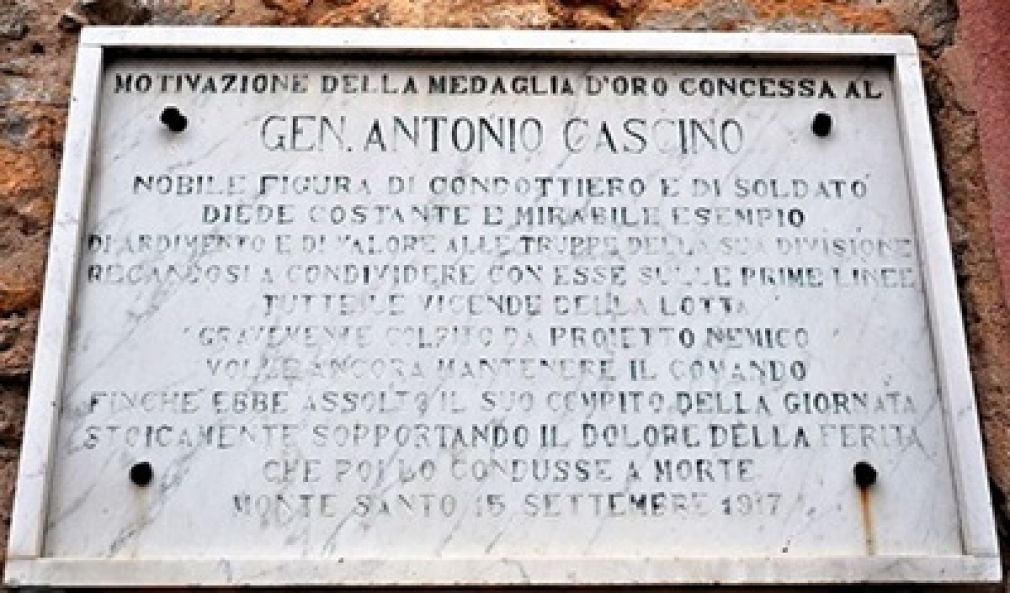 MOTIVAZIONE DELLA MEDAGLIA D'ORO CONCESSA AL
GEN. ANTONIO CASCINO
NOBILE FIGURA DI CONDOTTIERO E DI SOLDATO
DIEDE COSTANTE E MIRABILE ESEMPIO
DI ARDIMENTO E DI VALORE ALLE TRUPPE DELLA SUA DIVISIONE
RECANDOSI A CONDIVIDERE CON ESSE SULLE PRIME LINEE
TUTTE LE VICENDE DELLA LOTTA
GRAVEMENTE COLPITO DA PROIETTO NEMICO
VOLLE ANCORA MANTENERE IL COMANDO
FINCHE EBBE ASSOLTO IL SUO COMPITO DELLA GIORNATA
STOICAMENTE SOPPORTANDO IL DOLORE DELLA FERITA
CHE POI LO CONDUSSE A MORTE
MONTE SANTO 15 SETTEMBRE 1917